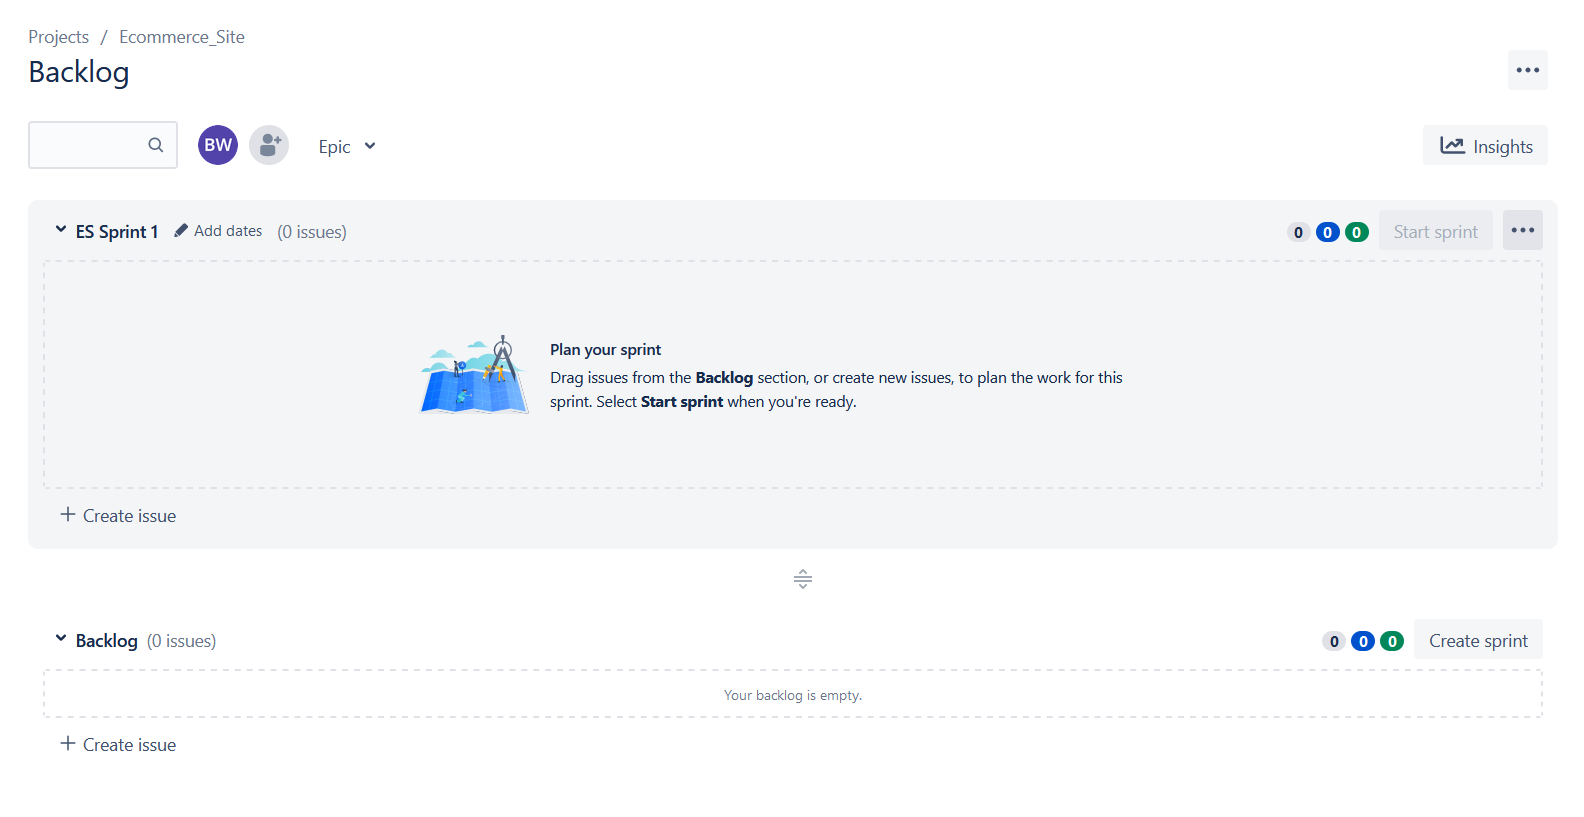 Projects / Ecommerce_Site
Backlog
BW
Epic
Insights
ES Sprint 1 Add dates (0 issues)
0 0 0 Start sprint
Plan your sprint
Drag issues from the Backlog section, or create new issues, to plan the work for this
sprint. Select Start sprint when you're ready.
+ Create issue
Backlog (0 issues)
0 0 0 Create sprint
Your backlog is empty.
+ Create issue